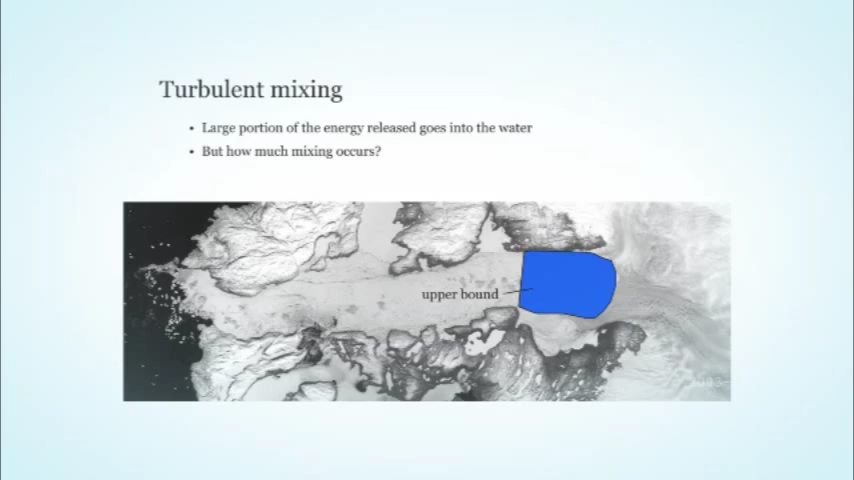 Turbulent mixing
• Large portion of the energy released goes into the water
• But how much mixing occurs?
upper bound